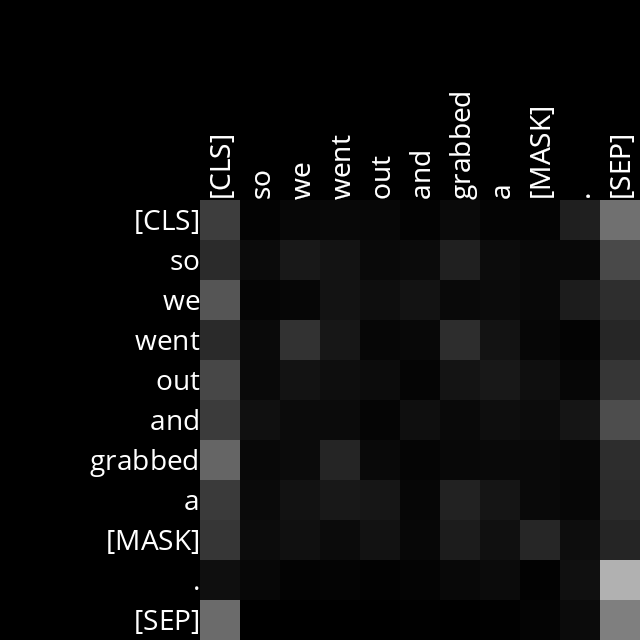 [CLS] so we went out and grabbed a [MASK] . [SEP]
[CLS]
so
we
went
out
and
grabbed
a
[MASK]
.
[SEP]